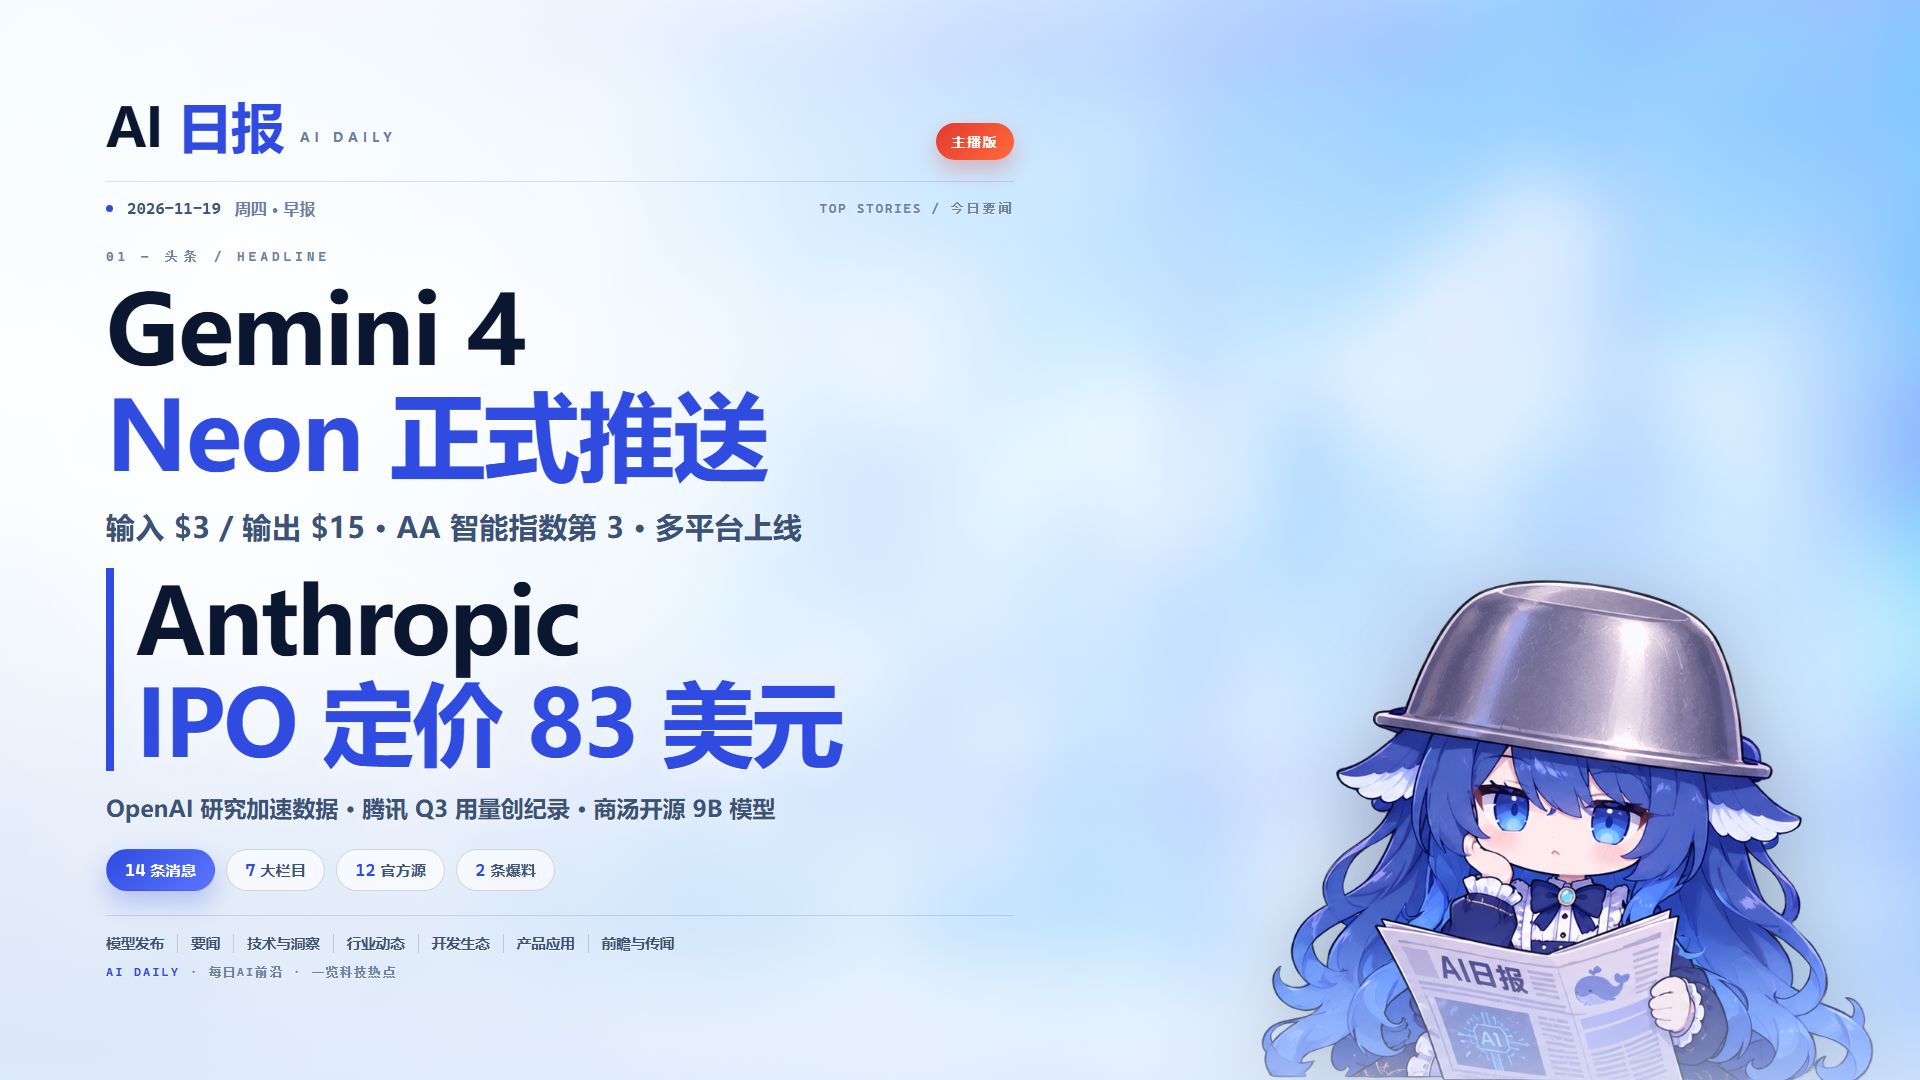 AI 日报 AI DAILY
主播版
2026-11-19 周四 • 早报
TOP STORIES / 今日要闻
01 — 头条 / HEADLINE
Gemini 4
Neon 正式推送
输入 $3 / 输出 $15 • AA 智能指数第 3 • 多平台上线
Anthropic
IPO 定价 83 美元
OpenAI 研究加速数据 • 腾讯 Q3 用量创纪录 • 商汤开源 9B 模型
14 条消息
7 大栏目
12 官方源
2 条爆料
模型发布 要闻 技术与洞察 行业动态 开发生态 产品应用 前瞻与传闻
AI DAILY · 每日AI前沿 · 一览科技热点
AI日报
AI